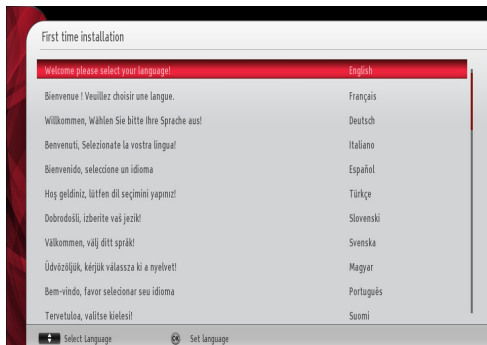 First time installation
Welcome please select your language! English
Bienvenue ! Veuillez choisir une langue. Français
Willkommen, Wählen Sie bitte Ihre Sprache aus! Deutsch
Benvenuti, Selezionate la vostra lingua! Italiano
Bienvenido, seleccione un idioma Español
Hoş geldiniz, lütfen dil seçimini yapınız! Türkçe
Dobrodošli, izberite vaš jezik! Slovenski
Välkommen, välj ditt språk! Svenska
Üdvözöljük, kérjük válassza ki a nyelvet! Magyar
Bem-vindo, favor selecionar seu idioma Português
Tervetuloa, valitse kielesi! Suomi
Select Language OK Set language